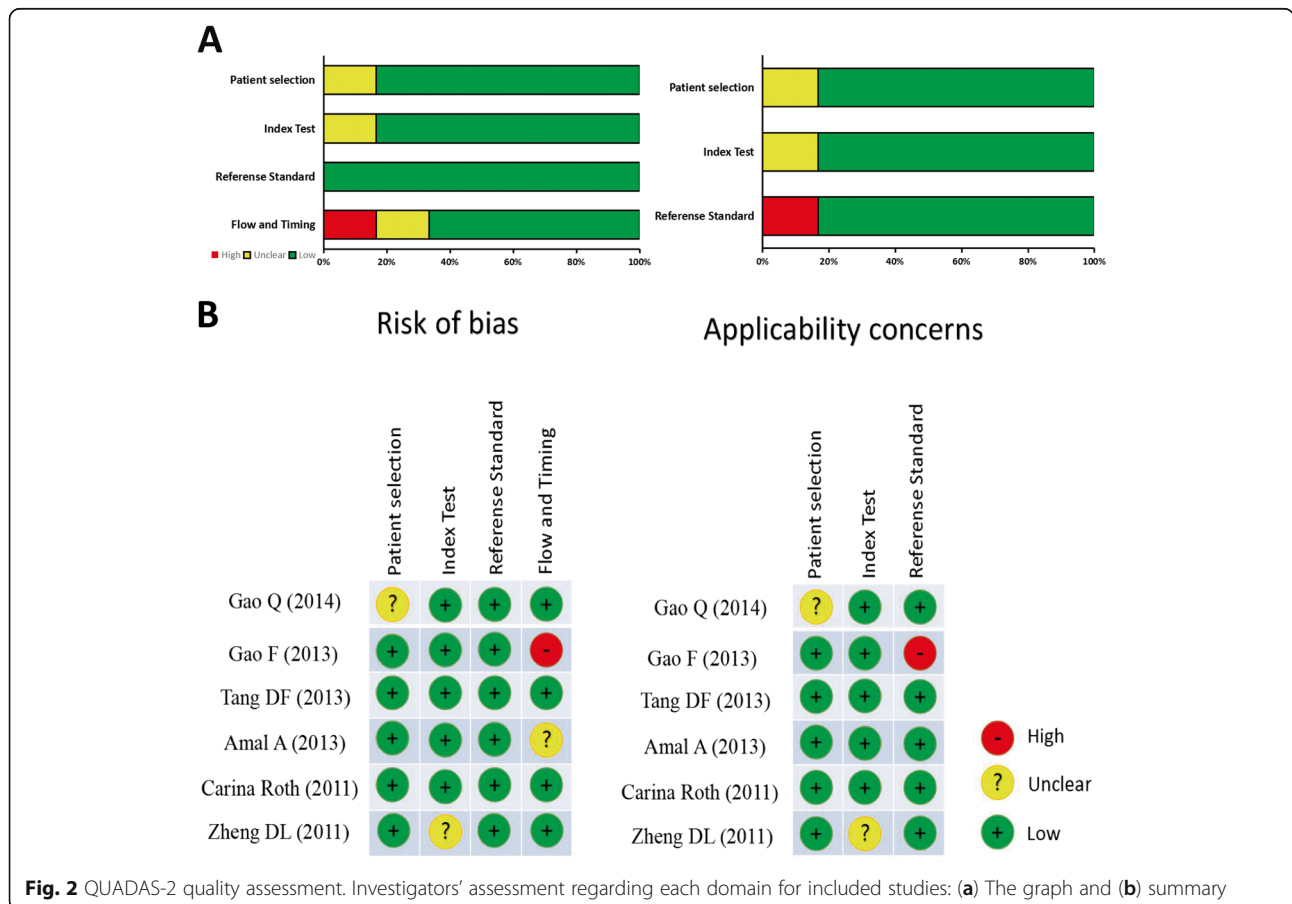 A
Patient selection
Index Test
Referense Standard
Flow and Timing
High Unclear Low
0% 20% 40% 60% 80% 100%
Patient selection
Index Test
Referense Standard
0% 20% 40% 60% 80% 100%
B
Risk of bias
Patient selection
Index Test
Referense Standard
Flow and Timing
Gao Q (2014) ? + + +
Gao F (2013) + + + -
Tang DF (2013) + + + +
Amal A (2013) + + + ?
Carina Roth (2011) + + + +
Zheng DL (2011) + ? + +
Applicability concerns
Patient selection
Index Test
Referense Standard
Gao Q (2014) ? + +
Gao F (2013) + + -
Tang DF (2013) + + +
Amal A (2013) + + +
Carina Roth (2011) + + +
Zheng DL (2011) + ? +
- High
? Unclear
+ Low
Fig. 2 QUADAS-2 quality assessment. Investigators’ assessment regarding each domain for included studies: (a) The graph and (b) summary